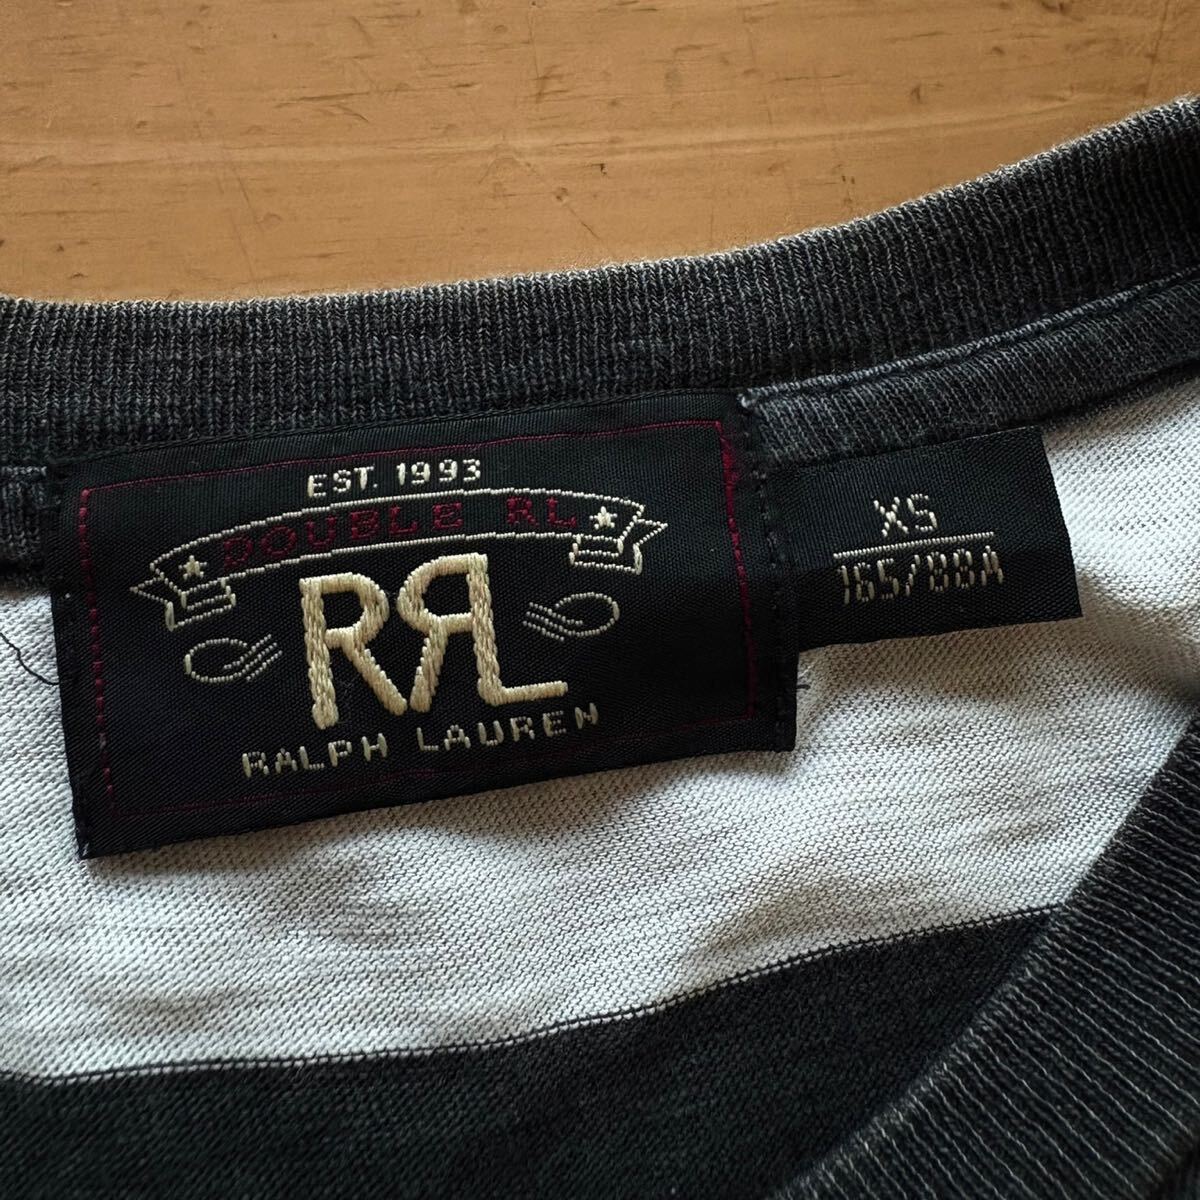 EST. 1993
DOUBLE RL
RRL
RALPH LAUREN
XS
165/88A